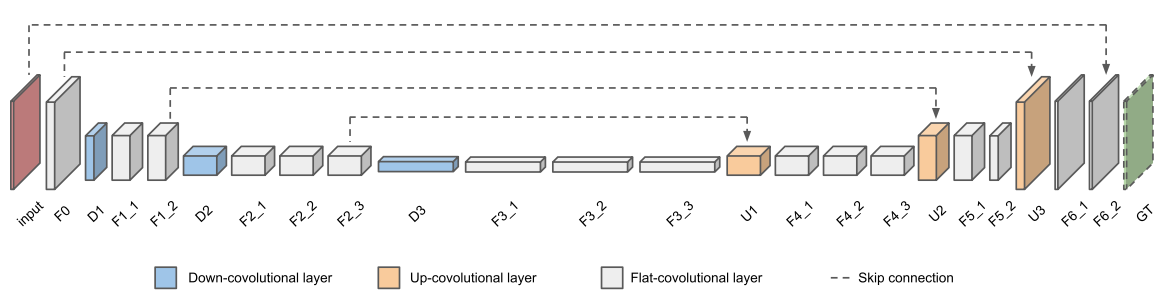 input F0 D1 F1_1 F1_2 D2 F2_1 F2_2 F2_3 D3 F3_1 F3_2 F3_3 U1 F4_1 F4_2 F4_3 U2 F5_1 F5_2 U3 F6_1 F6_2 GT
Down-covolutional layer Up-covolutional layer Flat-covolutional layer Skip connection